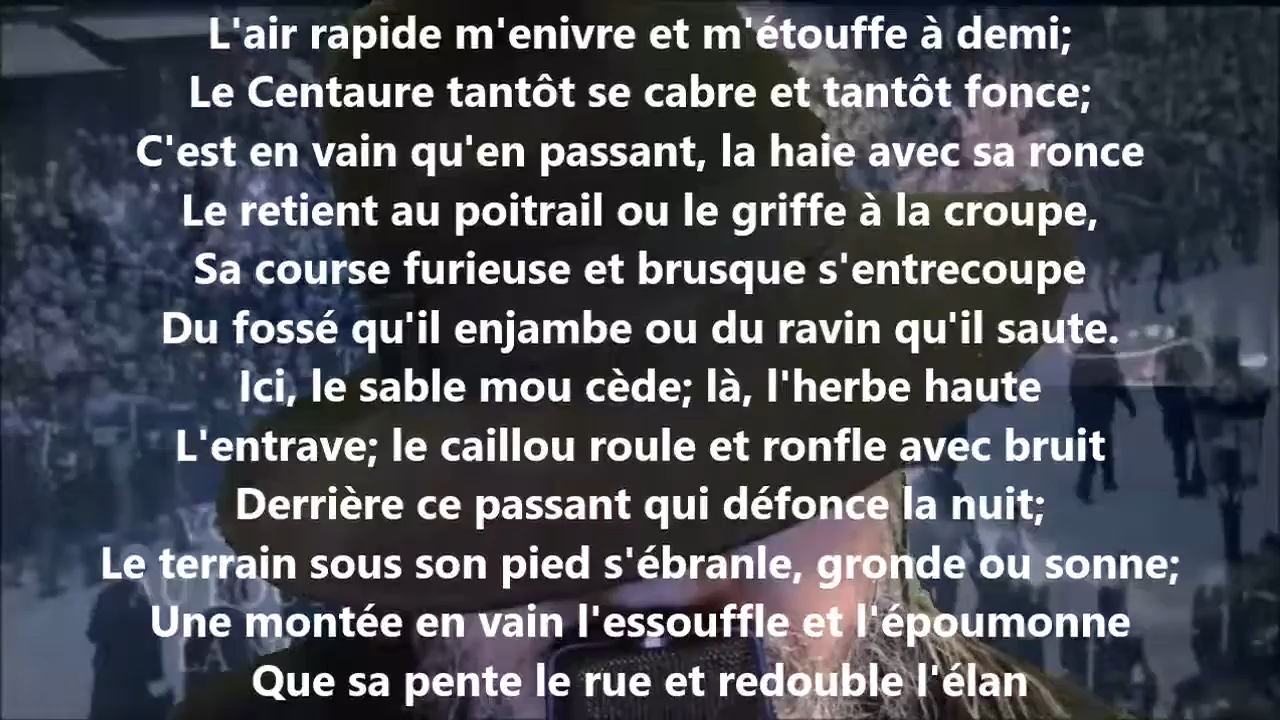 L'air rapide m'enivre et m'étouffe à demi;
Le Centaure tantôt se cabre et tantôt fonce;
C'est en vain qu'en passant, la haie avec sa ronce
Le retient au poitrail ou le griffe à la croupe,
Sa course furieuse et brusque s'entrecoupe
Du fossé qu'il enjambe ou du ravin qu'il saute.
Ici, le sable mou cède; là, l'herbe haute
L'entrave; le caillou roule et ronfle avec bruit
Derrière ce passant qui défonce la nuit;
Le terrain sous son pied s'ébranle, gronde ou sonne;
Une montée en vain l'essouffle et l'époumonne
Que sa pente le rue et redouble l'élan